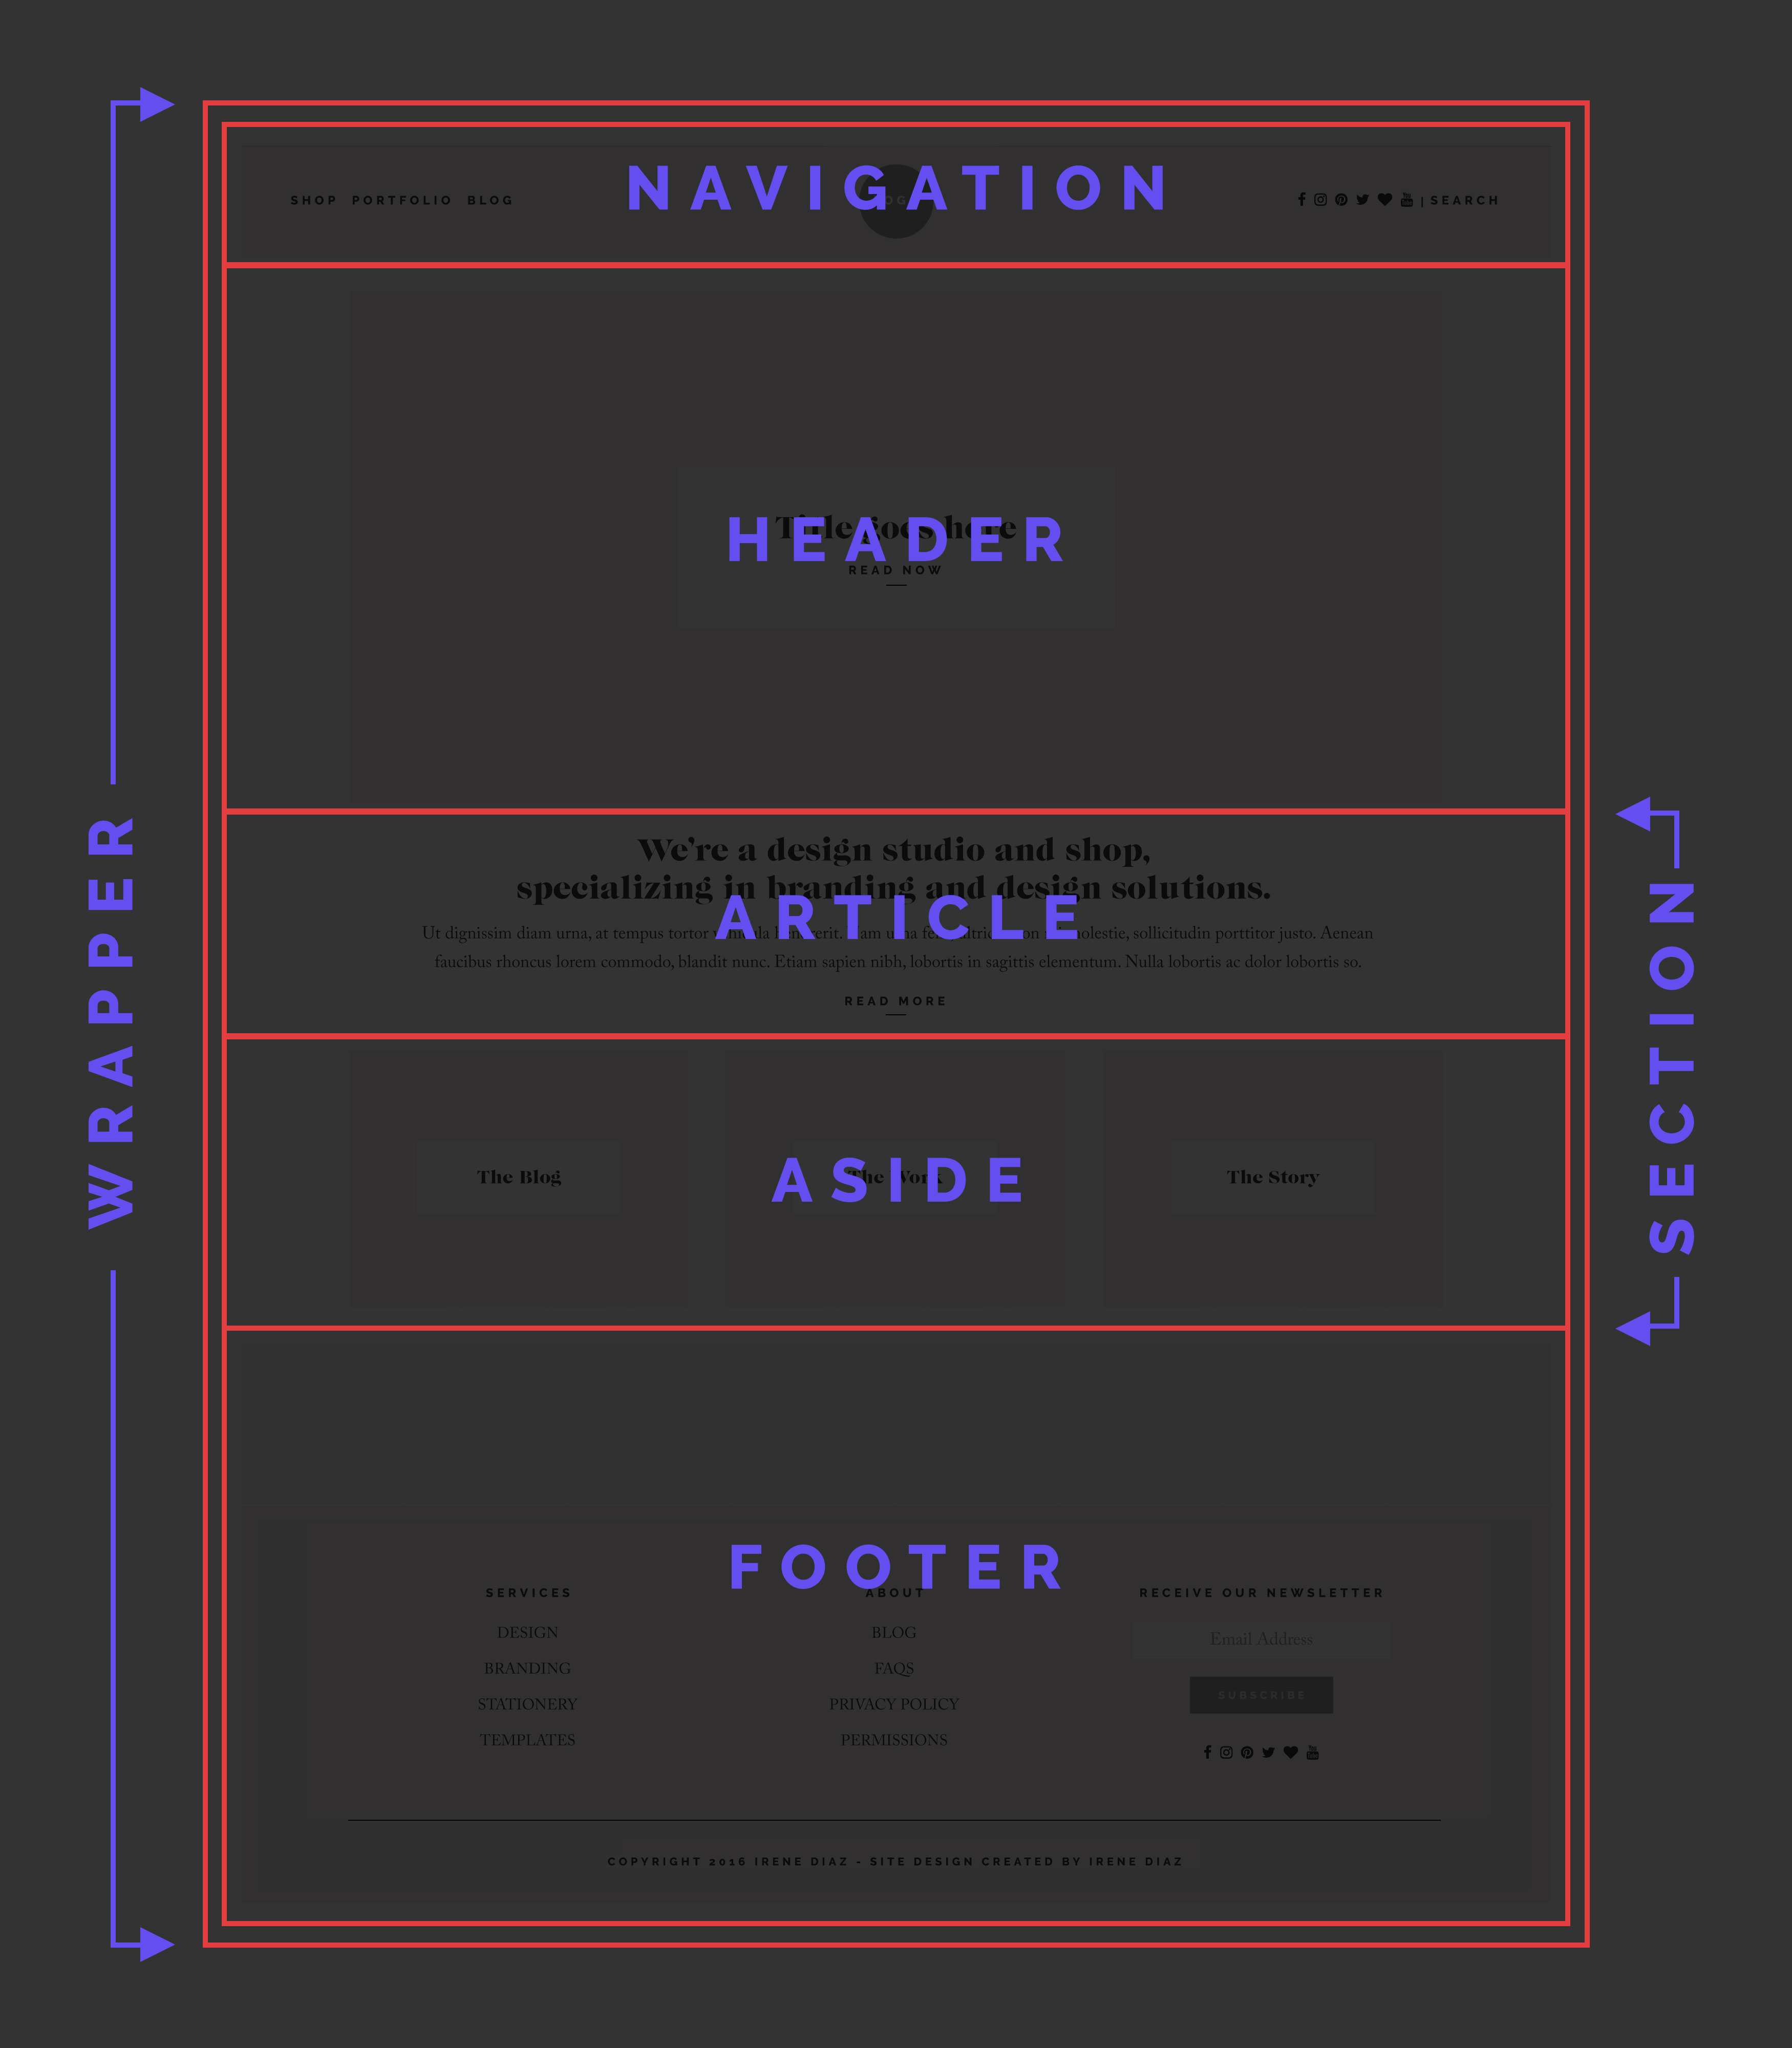 NAVIGATION
SHOP PORTFOLIO BLOG
| SEARCH
HEADER
Title goes here
READ NOW
We're a design studio and shop,
specializing in branding and design solutions.
ARTICLE
Ut dignissim diam urna, at tempus tortor molestie, sollicitudin porttitor justo. Aenean
faucibus rhoncus lorem commodo, blandit nunc. Etiam sapien nibh, lobortis in sagittis elementum. Nulla lobortis ac dolor lobortis so.
READ MORE
WRAPPER
SECTION
ASIDE
The Blog
The Work
The Story
FOOTER
SERVICES
DESIGN
BRANDING
STATIONERY
TEMPLATES
ABOUT
BLOG
FAQS
PRIVACY POLICY
PERMISSIONS
RECEIVE OUR NEWSLETTER
Email Address
SUBSCRIBE
COPYRIGHT 2016 IRENE DIAZ - SITE DESIGN CREATED BY IRENE DIAZ